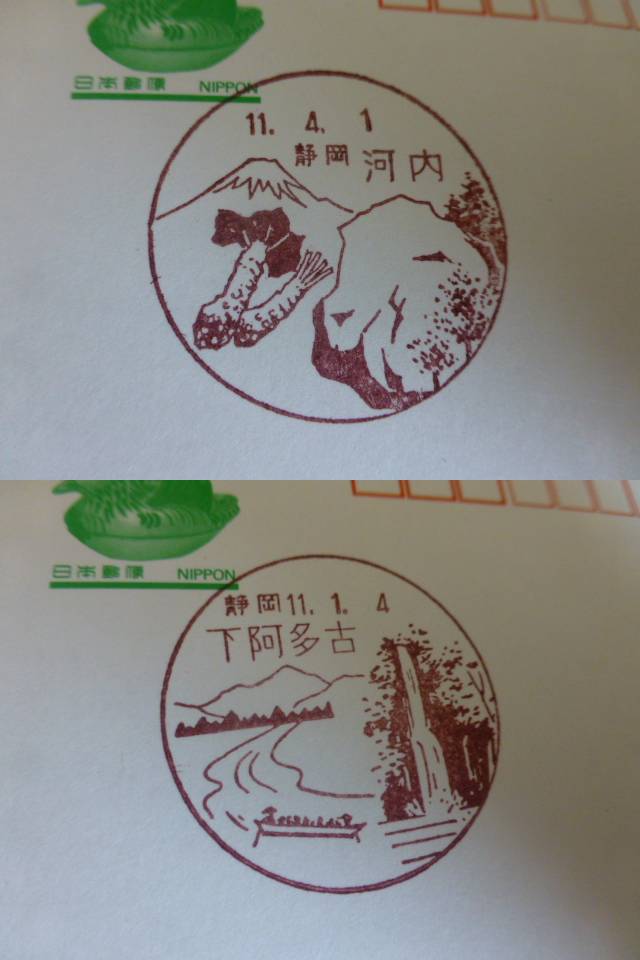 日本郵便 NIPPON
11. 4. 1
静岡 河内
日本郵便 NIPPON
静岡 11. 1. 4
下阿多古